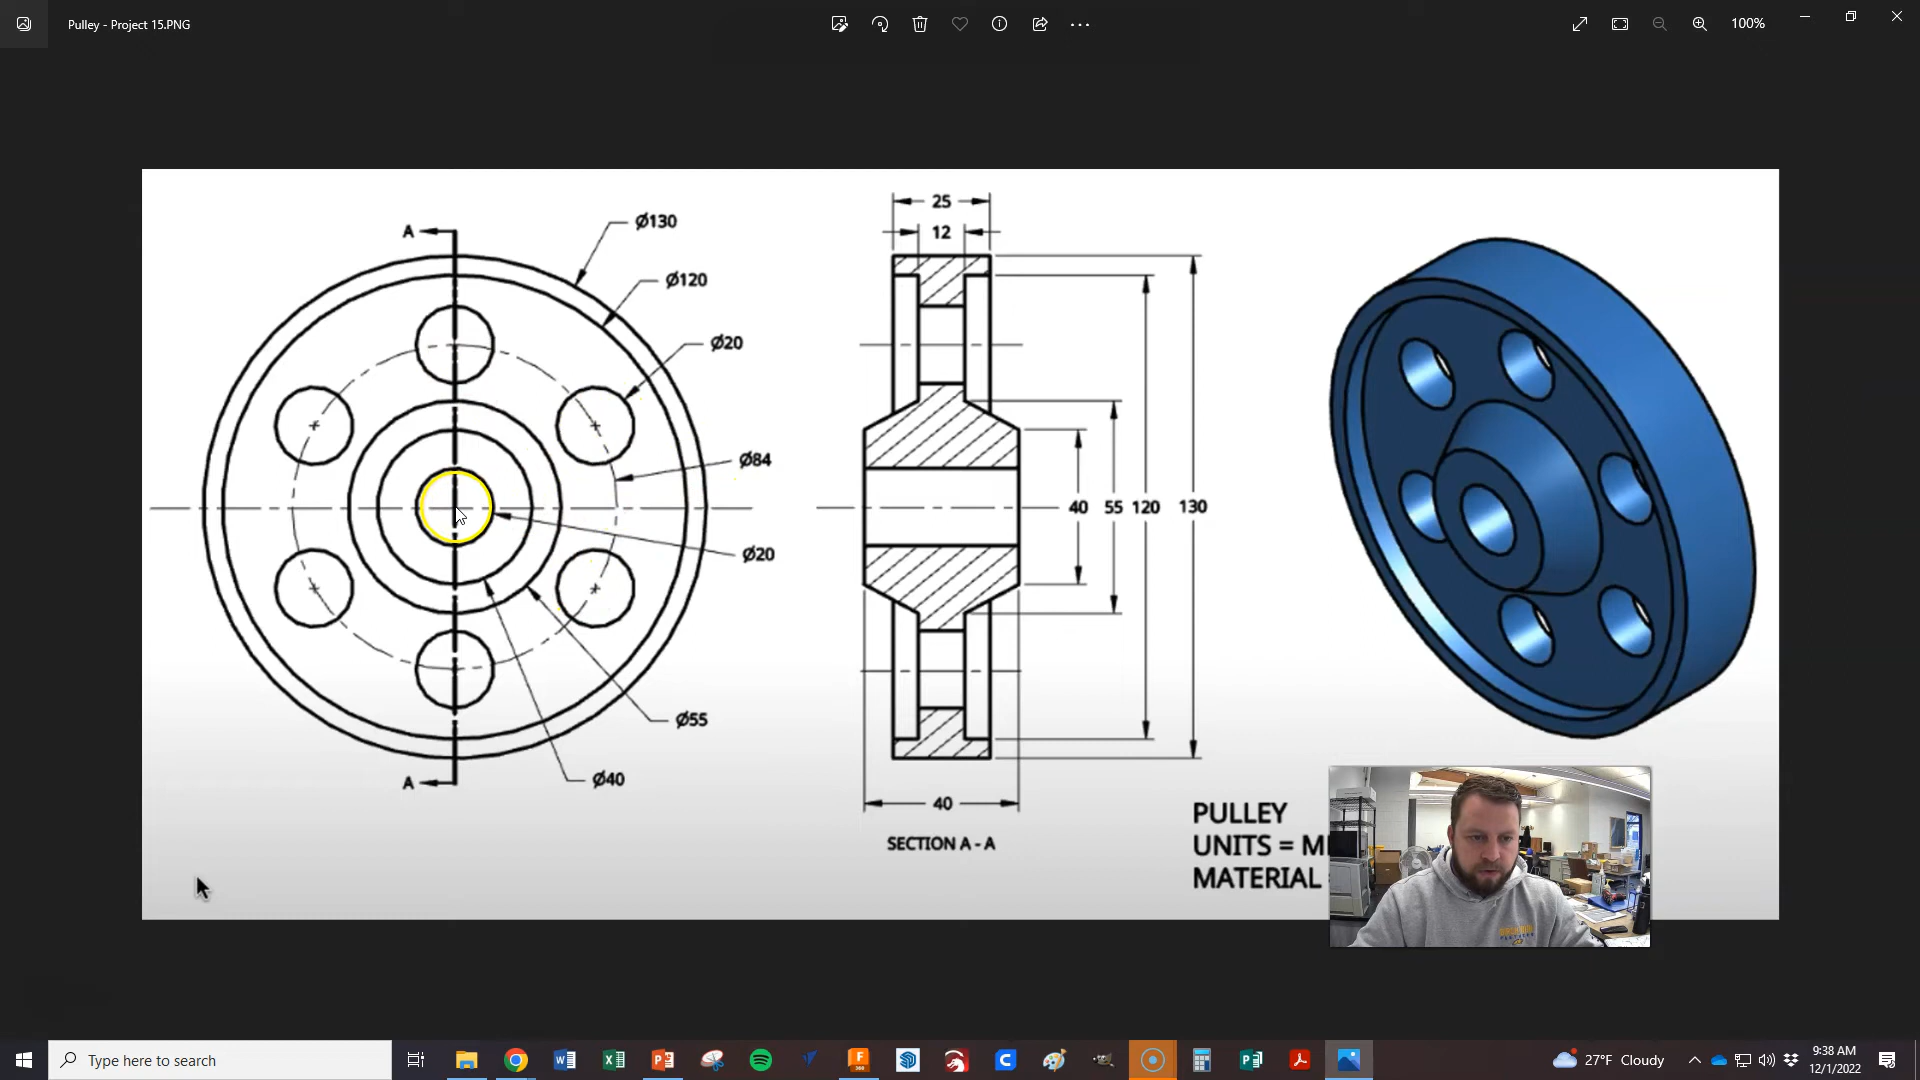 Pulley - Project 15.PNG
100%
A
Ø130
Ø120
Ø20
Ø84
Ø20
Ø55
Ø40
A
25
12
40 55 120 130
40
SECTION A - A
PULLEY
UNITS =
MATERIAL
Type here to search
27°F Cloudy
9:38 AM
12/1/2022